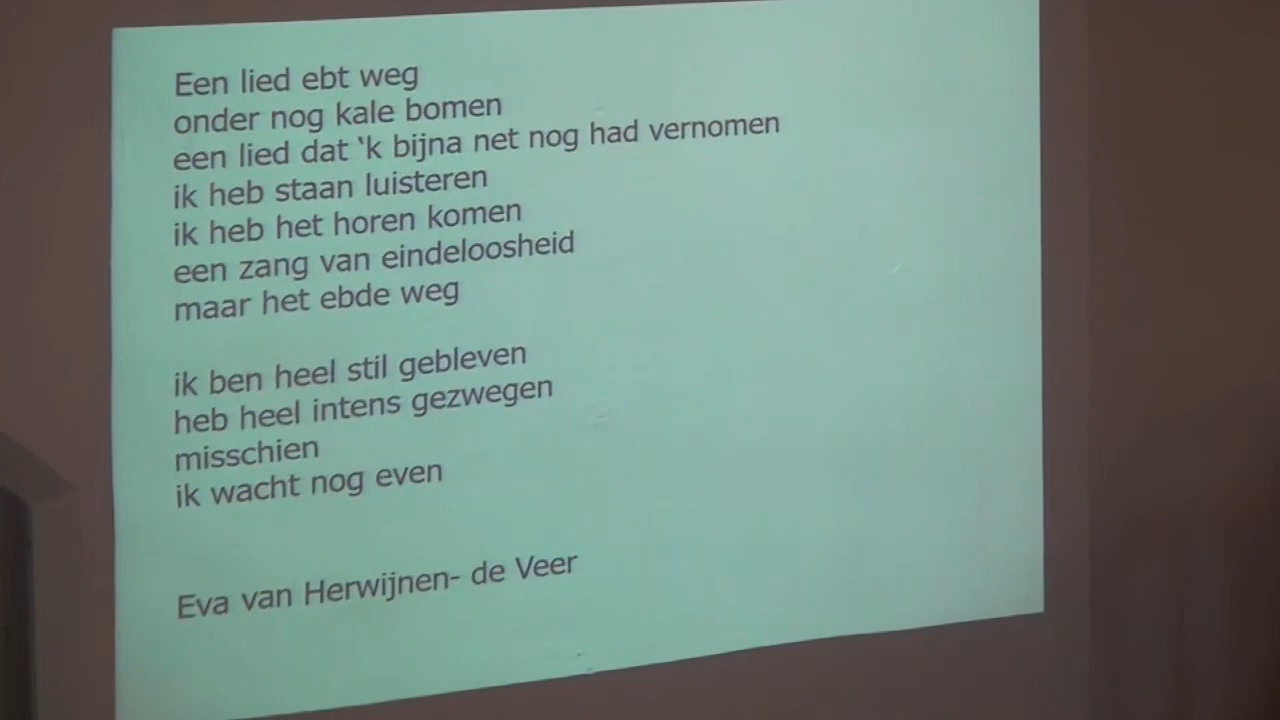 Een lied ebt weg
onder nog kale bomen
een lied dat ‘k bijna net nog had vernomen
ik heb staan luisteren
ik heb het horen komen
een zang van eindeloosheid
maar het ebde weg
ik ben heel stil gebleven
heb heel intens gezwegen
misschien
ik wacht nog even
Eva van Herwijnen- de Veer